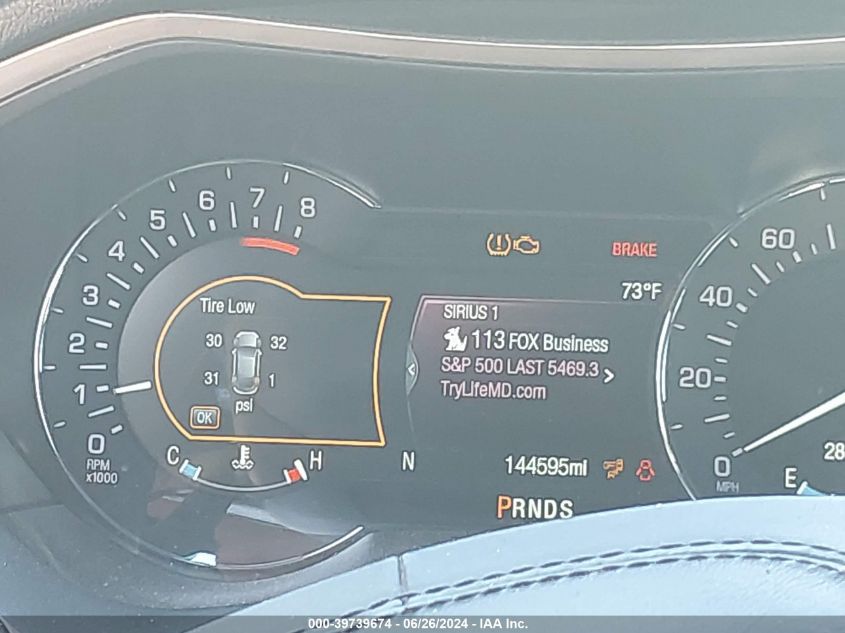 0 1 2 3 4 5 6 7 8
RPM
x1000
Tire Low
30 32
31 1
psi
OK
C H
N
BRAKE
73°F
SIRIUS 1
113 FOX Business
S&P 500 LAST 5469.3 >
TryLifeMD.com
<
144595mi
PRNDS
0 20 40 60
MPH
E
28
000-39739674 / 06/26/2024 - IAA Inc.